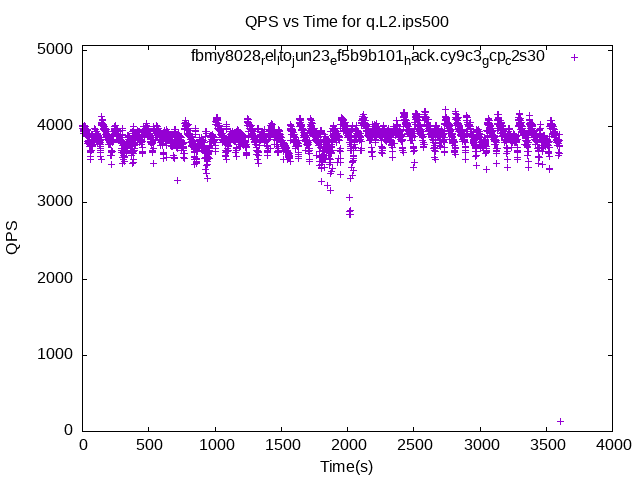 QPS vs Time for q.L2.ips500
fbmy8028relitojun23ef5b9b101hack.cy9c3gcpc2s30
5000
4000
3000
2000
1000
0
QPS
0 500 1000 1500 2000 2500 3000 3500 4000
Time(s)